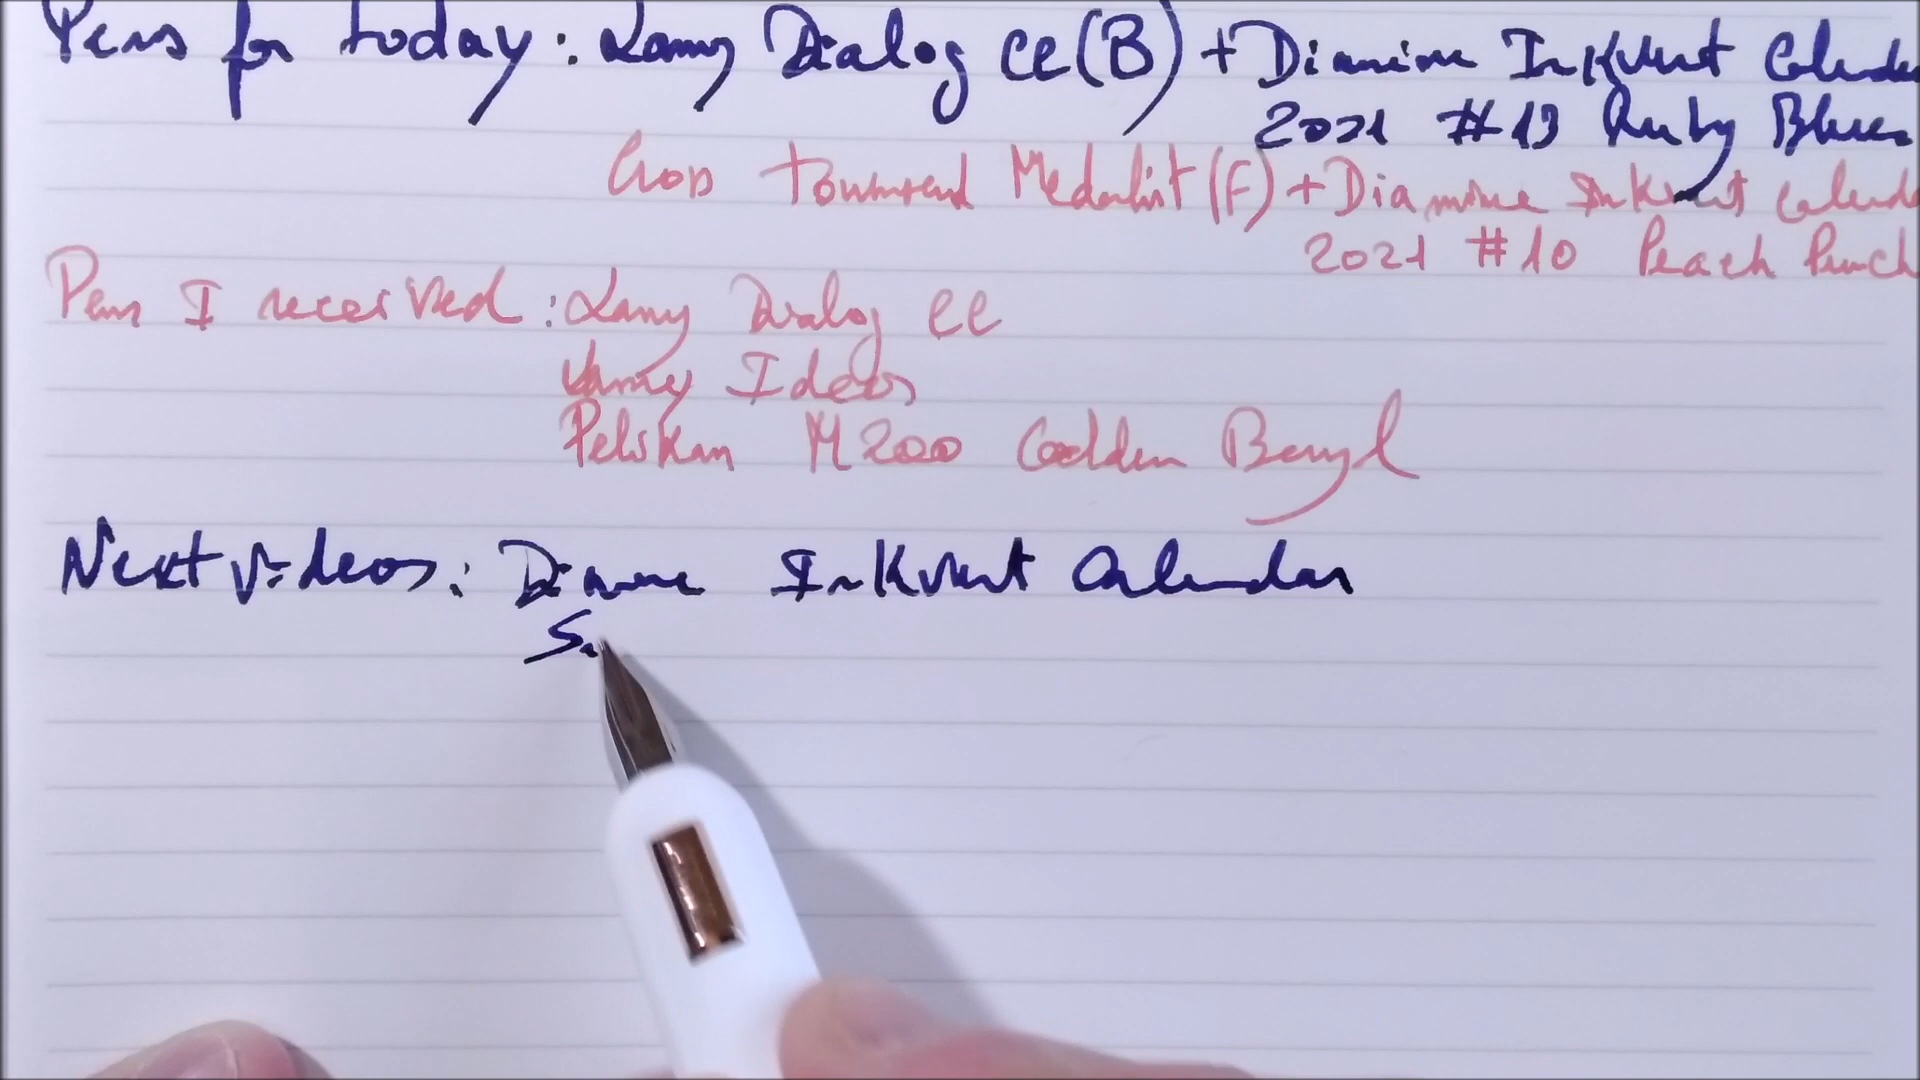 Pens for today: Lamy Dialog CC (B) + Diamine Inkvent Calendar
2021 #13 Ruby Blues
Cross Townsend Medalist (F) + Diamine Inkvent Calenda
2021 #10 Peach Punch
Pens I received: Lamy Dialog CC
Lamy Ideos
Pelikan M200 Golden Beryl
Next videos: Diamine Inkvent Calendar
S